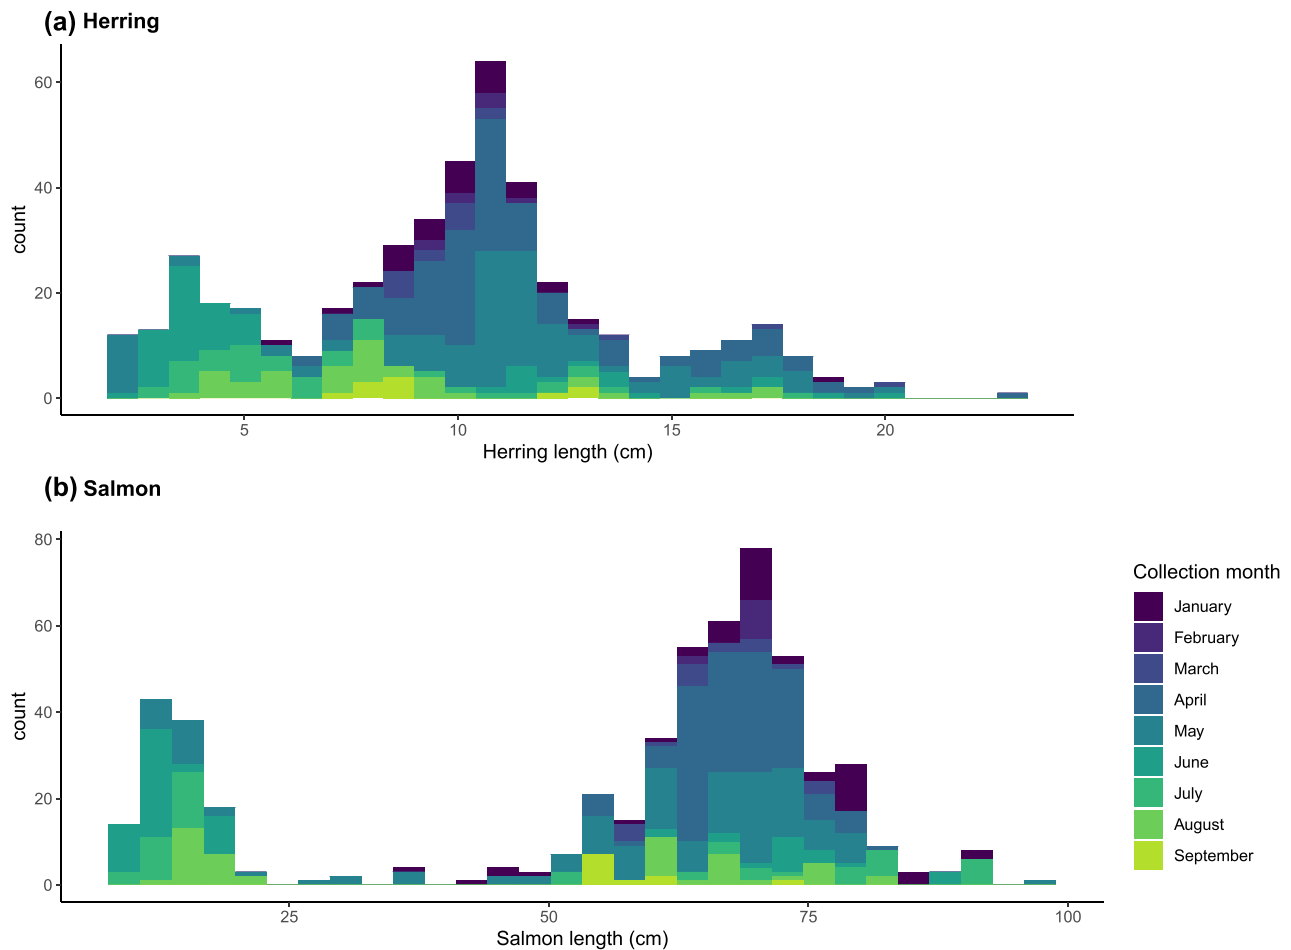 (a) Herring
60
40
20
0
count
5 10 15 20
Herring length (cm)
(b) Salmon
80
60
40
20
0
count
25 50 75 100
Salmon length (cm)
Collection month
January
February
March
April
May
June
July
August
September